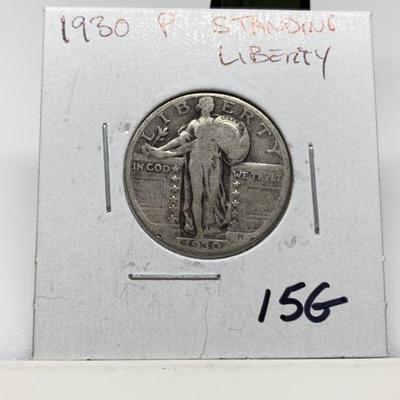 1930 P STANDING
LIBERTY
LIBERTY
IN GOD WE TRUST
1930 M
15G